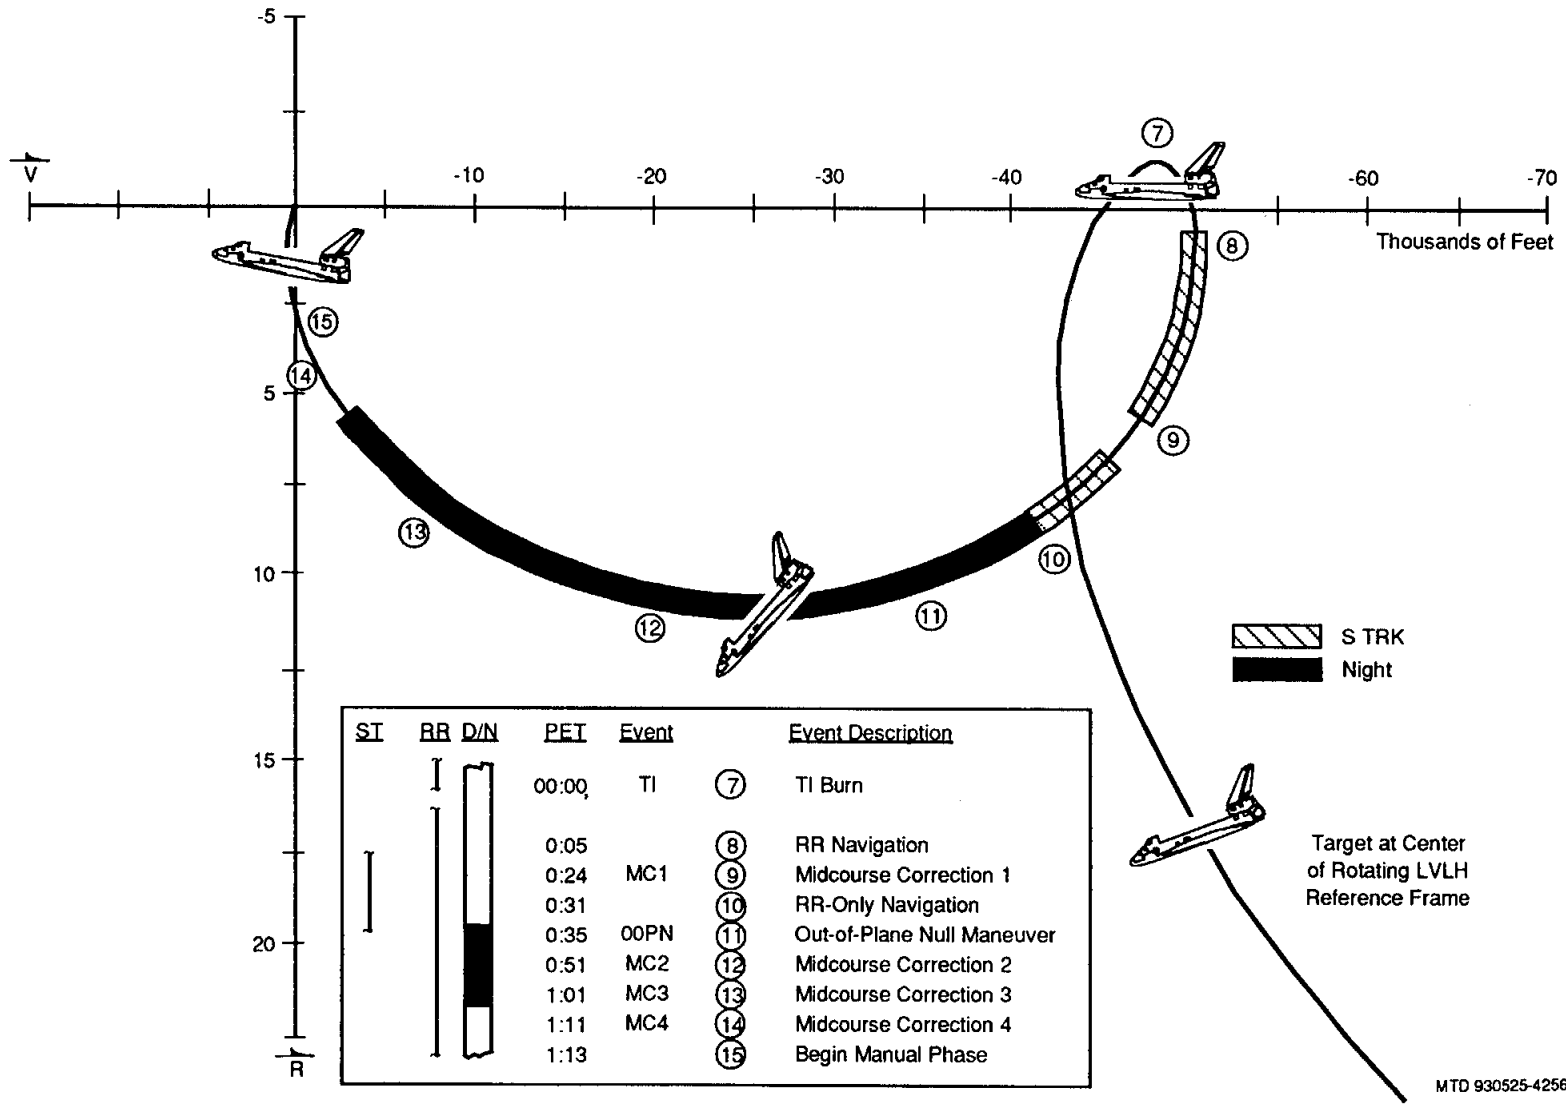 -5
7
V
-10
-20
-30
-40
-60
-70
8
Thousands of Feet
15
14
5
9
13
10
10
12
11
S TRK
Night
ST RR D/N PET Event Event Description
15
00:00, TI 7 TI Burn
0:05 8 RR Navigation
0:24 MC1 9 Midcourse Correction 1
0:31 10 RR-Only Navigation
20
0:35 00PN 11 Out-of-Plane Null Maneuver
0:51 MC2 12 Midcourse Correction 2
1:01 MC3 13 Midcourse Correction 3
1:11 MC4 14 Midcourse Correction 4
1:13 15 Begin Manual Phase
R
Target at Center
of Rotating LVLH
Reference Frame
MTD 930525-4256